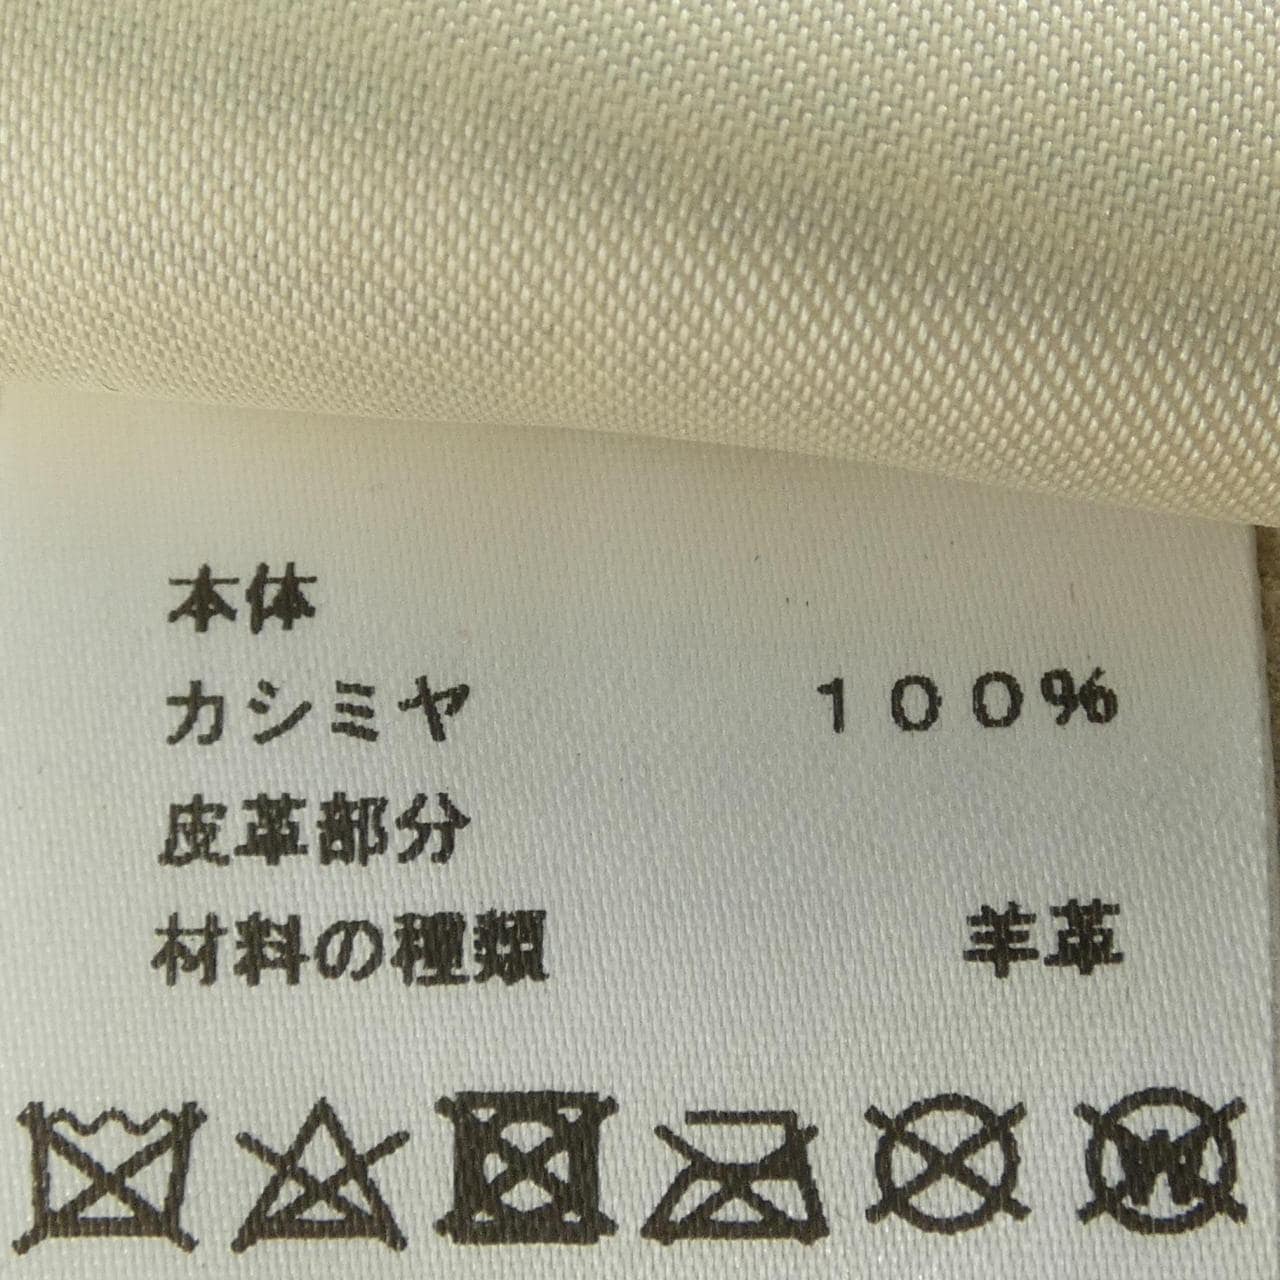 本体
カシミヤ 100%
皮革部分
材料の種類 羊革